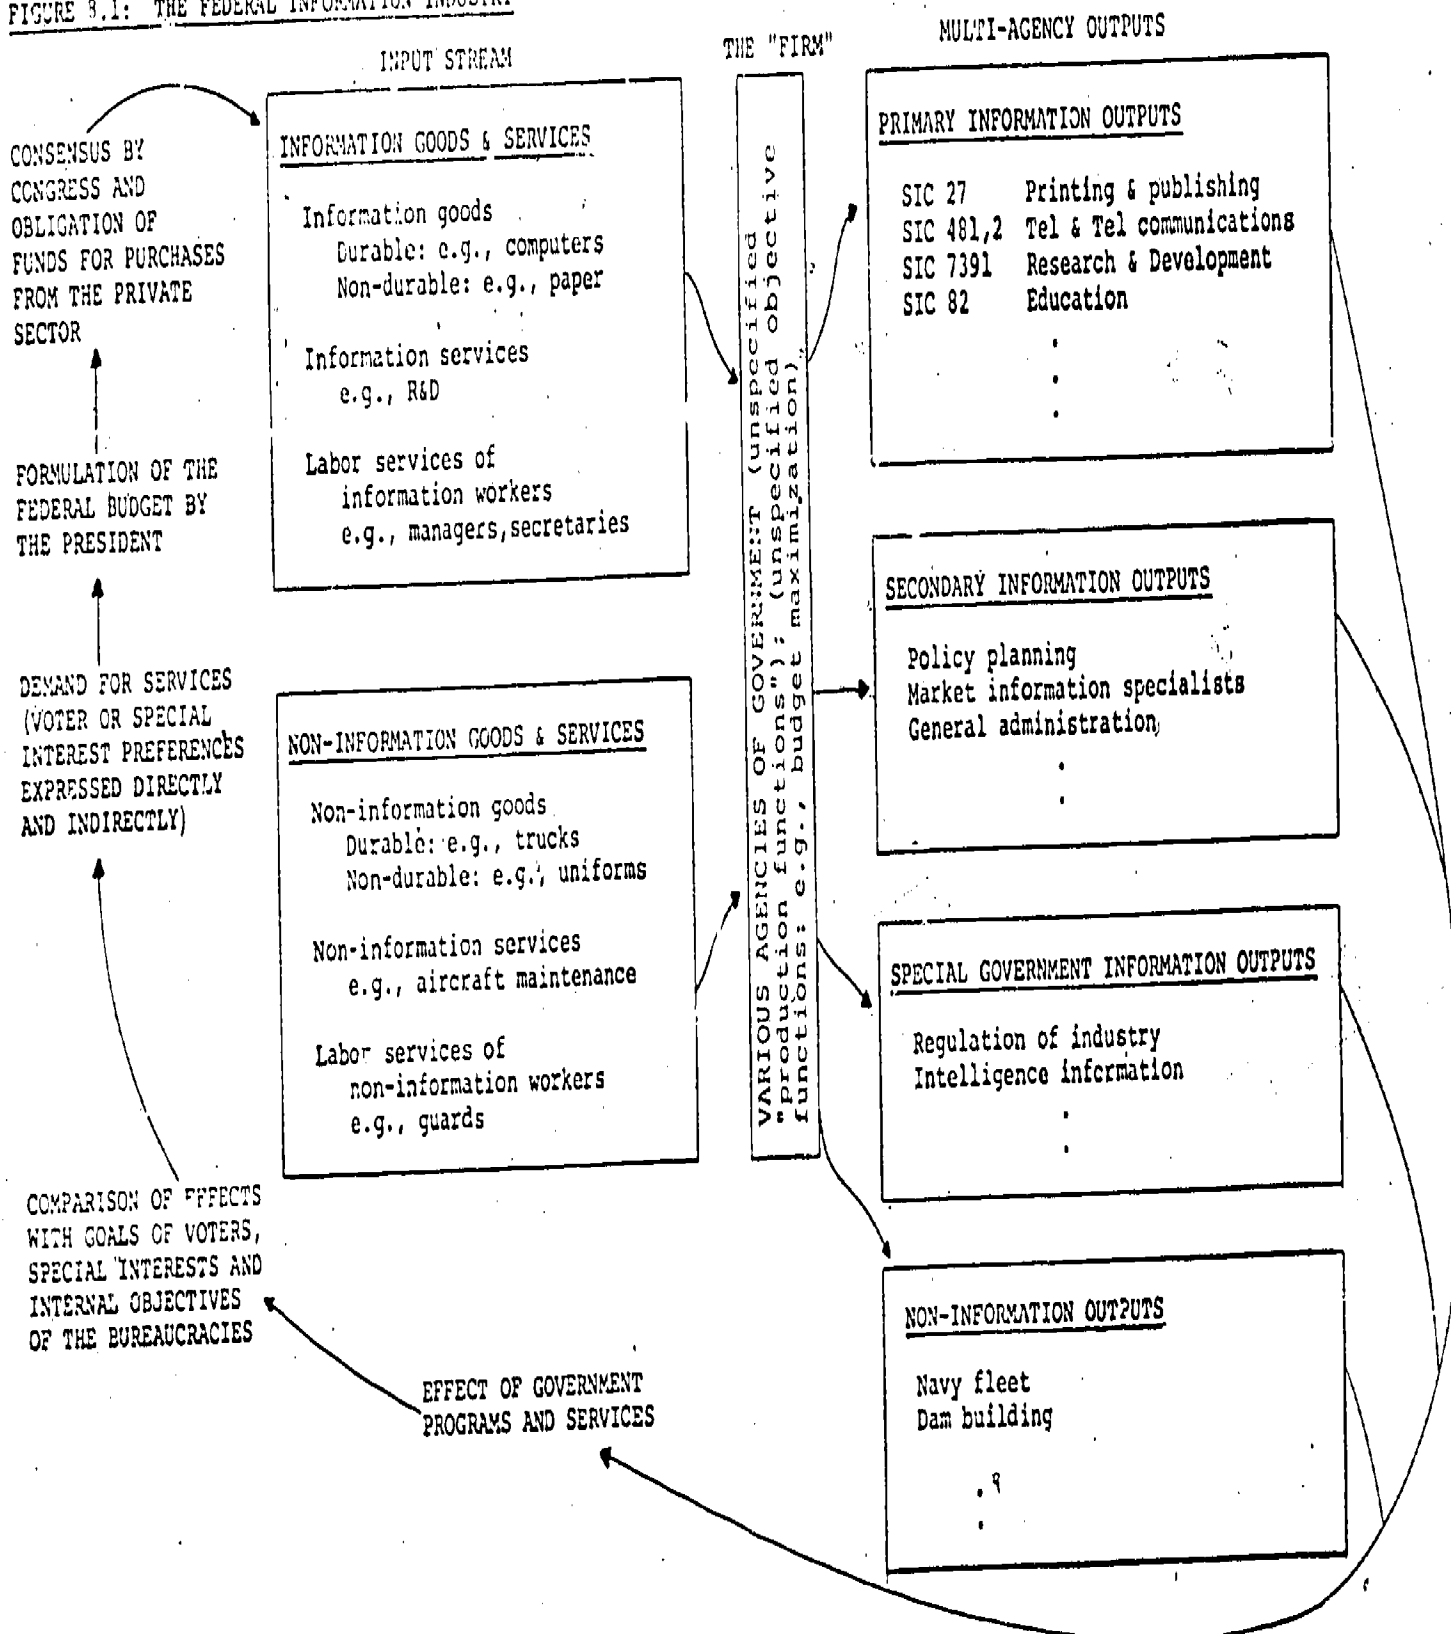 FIGURE 8.1: THE FEDERAL INFORMATION INDUSTRY
INPUT STREAM
THE "FIRM"
MULTI-AGENCY OUTPUTS
CONSENSUS BY
CONGRESS AND
OBLIGATION OF
FUNDS FOR PURCHASES
FROM THE PRIVATE
SECTOR
FORMULATION OF THE
FEDERAL BUDGET BY
THE PRESIDENT
DEMAND FOR SERVICES
(VOTER OR SPECIAL
INTEREST PREFERENCES
EXPRESSED DIRECTLY
AND INDIRECTLY)
COMPARISON OF EFFECTS
WITH GOALS OF VOTERS,
SPECIAL INTERESTS AND
INTERNAL OBJECTIVES
OF THE BUREAUCRACIES
INFORMATION GOODS & SERVICES
Information goods
Durable: e.g., computers
Non-durable: e.g., paper
Information services
e.g., R&D
Labor services of
information workers
e.g., managers,secretaries
NON-INFORMATION GOODS & SERVICES
Non-information goods
Durable: e.g., trucks
Non-durable: e.g., uniforms
Non-information services
e.g., aircraft maintenance
Labor services of
non-information workers
e.g., guards
VARIOUS AGENCIES OF GOVERNMENT (unspecified
"production functions"); (unspecified objective
functions: e.g., budget maximization)
PRIMARY INFORMATION OUTPUTS
SIC 27 Printing & publishing
SIC 481,2 Tel & Tel communications
SIC 7391 Research & Development
SIC 82 Education
SECONDARY INFORMATION OUTPUTS
Policy planning
Market information specialists
General administration
SPECIAL GOVERNMENT INFORMATION OUTPUTS
Regulation of industry
Intelligence information
NON-INFORMATION OUTPUTS
Navy fleet
Dam building
EFFECT OF GOVERNMENT
PROGRAMS AND SERVICES